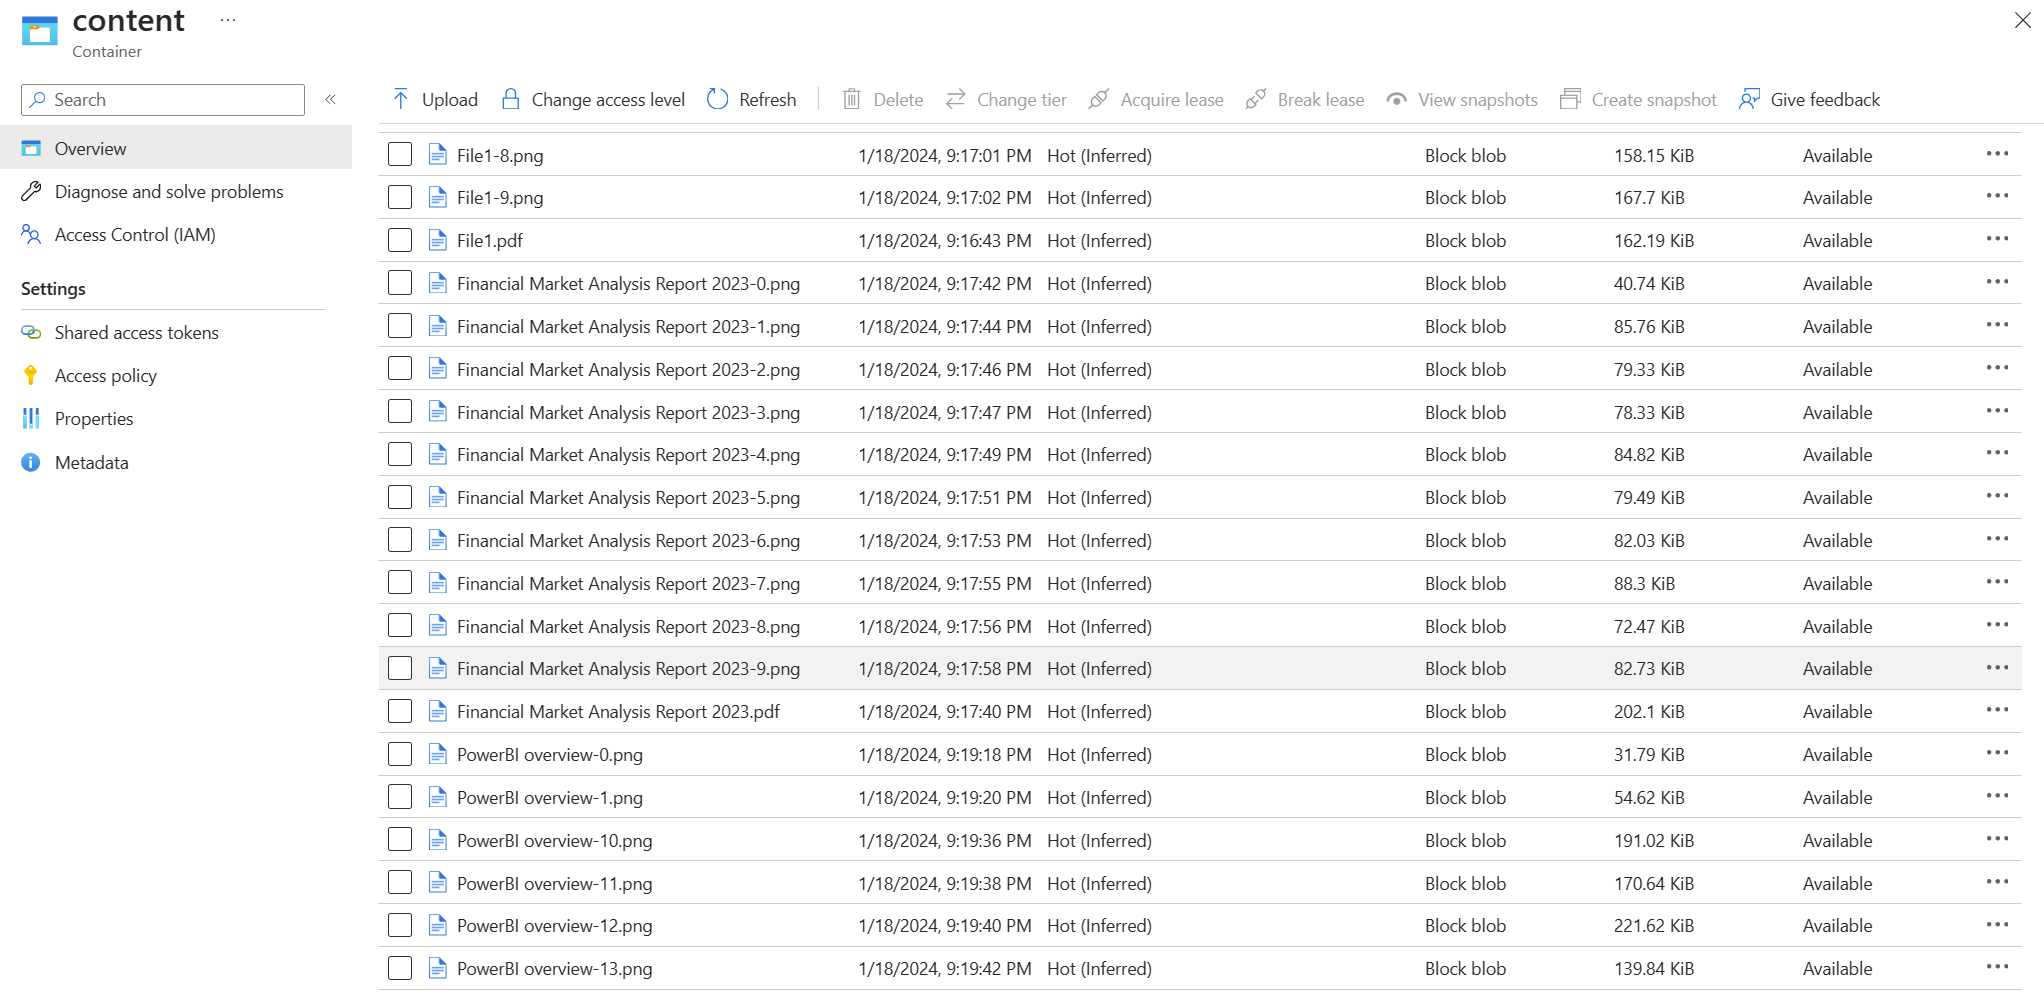 content ...
Container
Search «
Upload Change access level Refresh Delete Change tier Acquire lease Break lease View snapshots Create snapshot Give feedback
Overview
Diagnose and solve problems
Access Control (IAM)
Settings
Shared access tokens
Access policy
Properties
Metadata
File1-8.png 1/18/2024, 9:17:01 PM Hot (Inferred) Block blob 158.15 KiB Available ...
File1-9.png 1/18/2024, 9:17:02 PM Hot (Inferred) Block blob 167.7 KiB Available ...
File1.pdf 1/18/2024, 9:16:43 PM Hot (Inferred) Block blob 162.19 KiB Available ...
Financial Market Analysis Report 2023-0.png 1/18/2024, 9:17:42 PM Hot (Inferred) Block blob 40.74 KiB Available ...
Financial Market Analysis Report 2023-1.png 1/18/2024, 9:17:44 PM Hot (Inferred) Block blob 85.76 KiB Available ...
Financial Market Analysis Report 2023-2.png 1/18/2024, 9:17:46 PM Hot (Inferred) Block blob 79.33 KiB Available ...
Financial Market Analysis Report 2023-3.png 1/18/2024, 9:17:47 PM Hot (Inferred) Block blob 78.33 KiB Available ...
Financial Market Analysis Report 2023-4.png 1/18/2024, 9:17:49 PM Hot (Inferred) Block blob 84.82 KiB Available ...
Financial Market Analysis Report 2023-5.png 1/18/2024, 9:17:51 PM Hot (Inferred) Block blob 79.49 KiB Available ...
Financial Market Analysis Report 2023-6.png 1/18/2024, 9:17:53 PM Hot (Inferred) Block blob 82.03 KiB Available ...
Financial Market Analysis Report 2023-7.png 1/18/2024, 9:17:55 PM Hot (Inferred) Block blob 88.3 KiB Available ...
Financial Market Analysis Report 2023-8.png 1/18/2024, 9:17:56 PM Hot (Inferred) Block blob 72.47 KiB Available ...
Financial Market Analysis Report 2023-9.png 1/18/2024, 9:17:58 PM Hot (Inferred) Block blob 82.73 KiB Available ...
Financial Market Analysis Report 2023.pdf 1/18/2024, 9:17:40 PM Hot (Inferred) Block blob 202.1 KiB Available ...
PowerBI overview-0.png 1/18/2024, 9:19:18 PM Hot (Inferred) Block blob 31.79 KiB Available ...
PowerBI overview-1.png 1/18/2024, 9:19:20 PM Hot (Inferred) Block blob 54.62 KiB Available ...
PowerBI overview-10.png 1/18/2024, 9:19:36 PM Hot (Inferred) Block blob 191.02 KiB Available ...
PowerBI overview-11.png 1/18/2024, 9:19:38 PM Hot (Inferred) Block blob 170.64 KiB Available ...
PowerBI overview-12.png 1/18/2024, 9:19:40 PM Hot (Inferred) Block blob 221.62 KiB Available ...
PowerBI overview-13.png 1/18/2024, 9:19:42 PM Hot (Inferred) Block blob 139.84 KiB Available ...